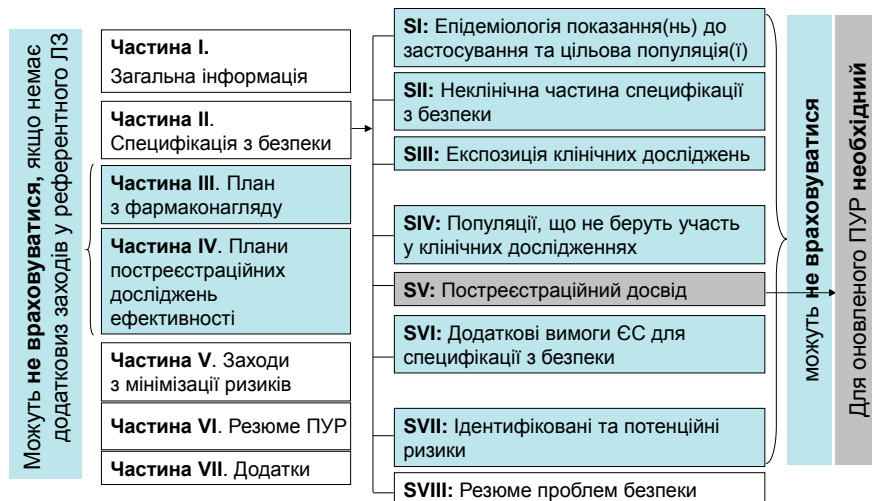 Можуть не враховуватися, якщо немає
додатковиз заходів у референтного ЛЗ
Частина I.
Загальна інформація
Частина II.
Специфікація з безпеки
Частина III. План
з фармаконагляду
Частина IV. Плани
постреєстраційних
досліджень
ефективності
Частина V. Заходи
з мінімізації ризиків
Частина VI. Резюме ПУР
Частина VII. Додатки
SI: Епідеміологія показання(нь) до
застосування та цільова популяція(ї)
SII: Неклінічна частина специфікації
з безпеки
SIII: Експозиція клінічних досліджень
SIV: Популяції, що не беруть участь
у клінічних дослідженнях
SV: Постреєстраційний досвід
SVI: Додаткові вимоги ЄС для
специфікації з безпеки
SVII: Ідентифіковані та потенційні
ризики
SVIII: Резюме проблем безпеки
можуть не враховуватися
Для оновленого ПУР необхідний